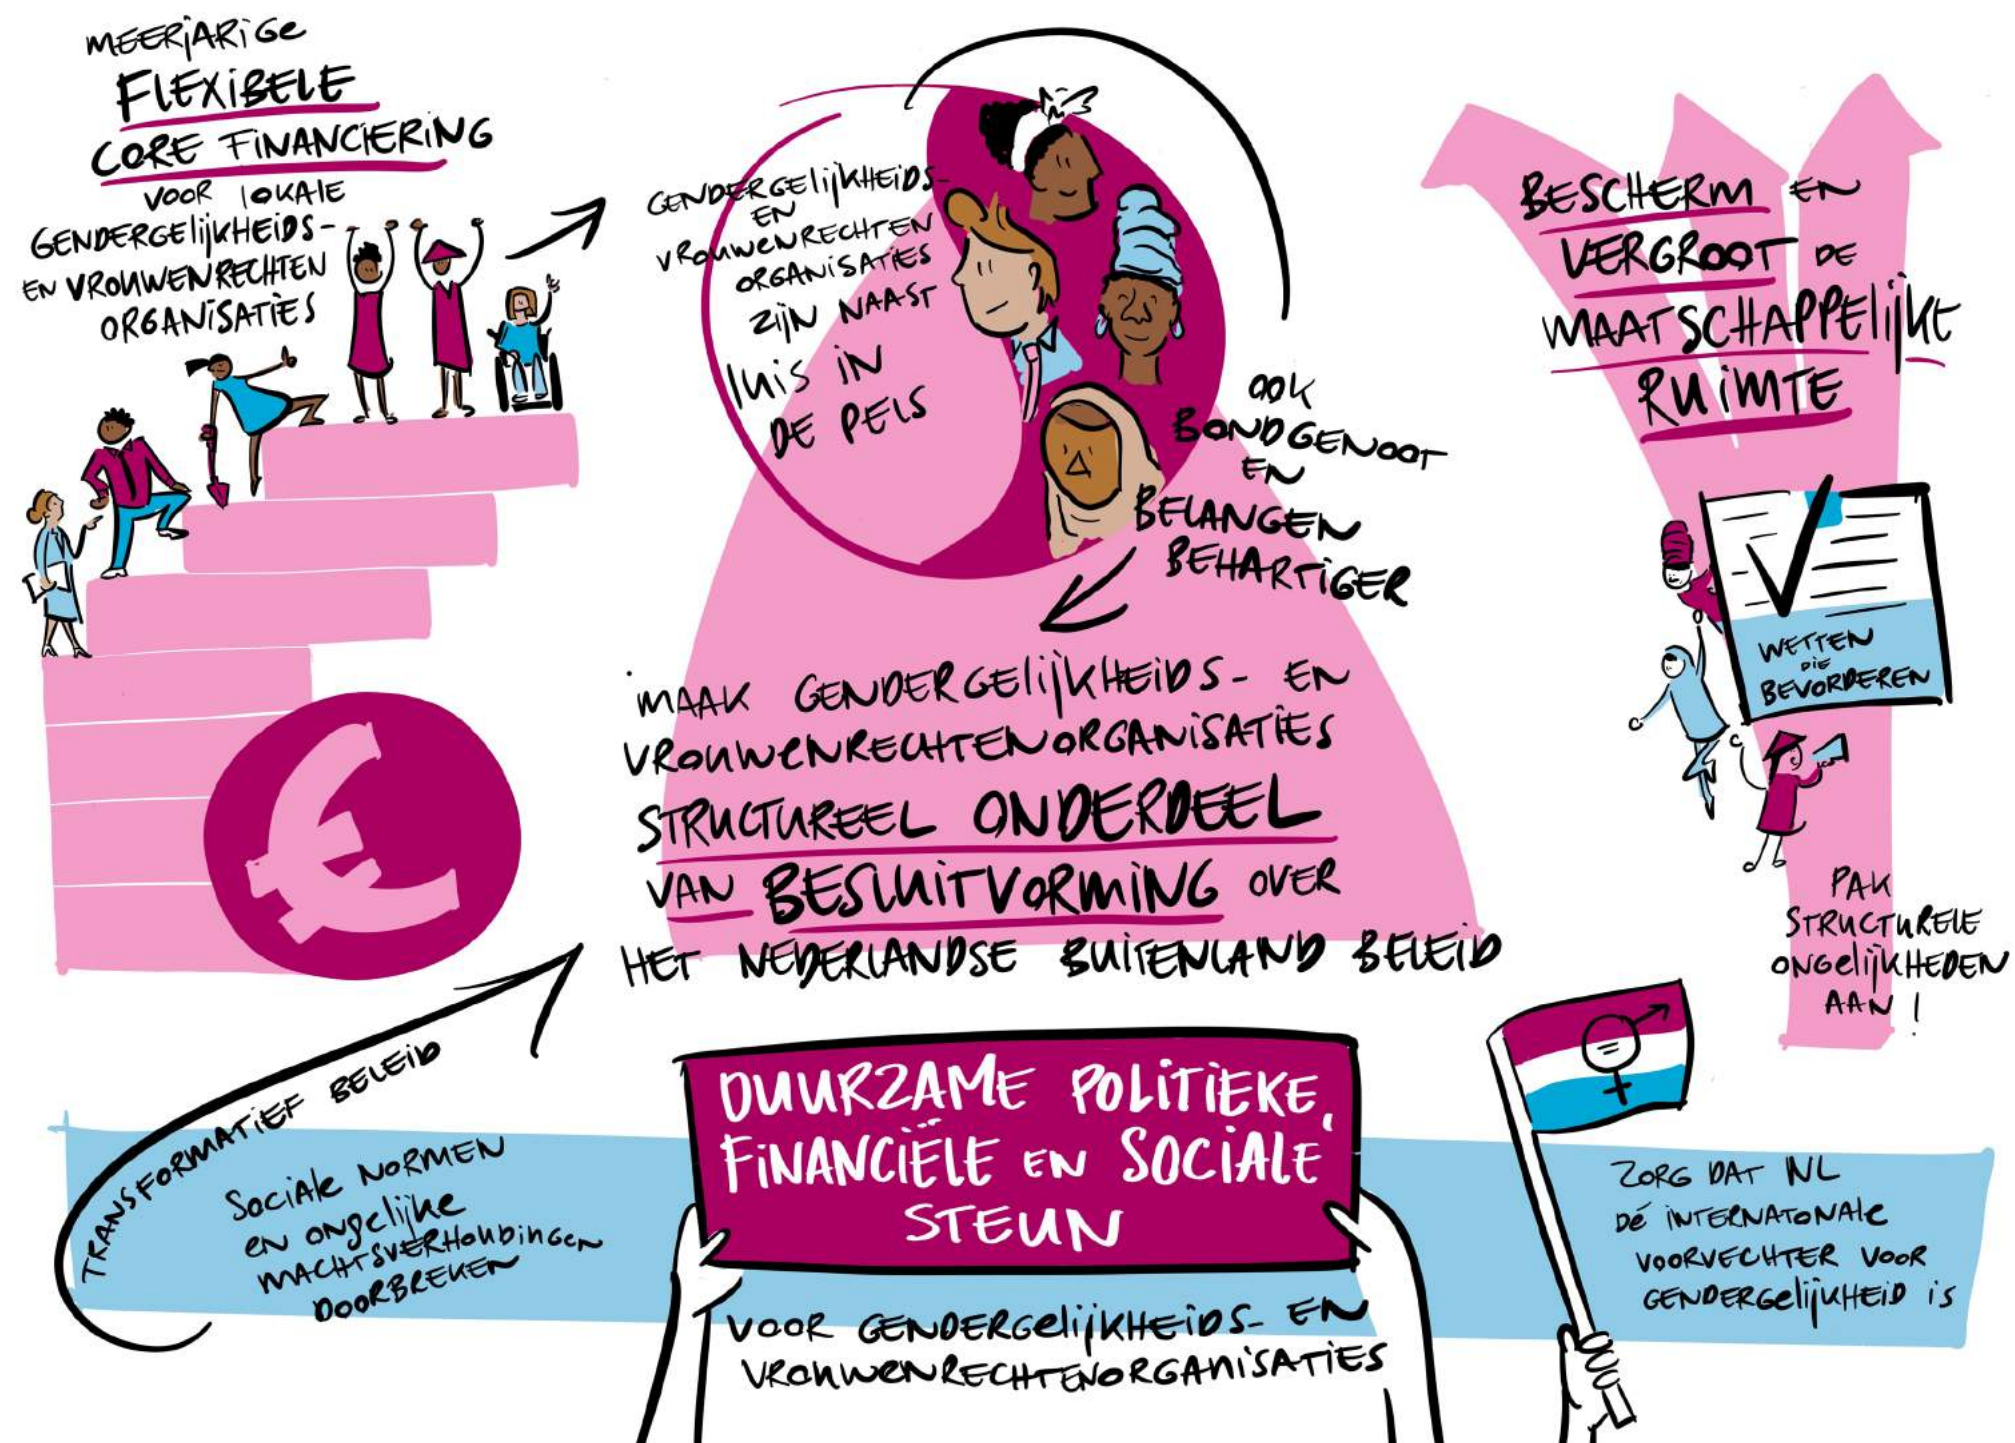 MEERJARIGE
FLEXIBELE
CORE FINANCIERING
VOOR LOKALE
GENDERGELIJKHEIDS-
EN VROUWENRECHTEN
ORGANISATIES
GENDERGELIJKHEIDS-
EN
VROUWENRECHTEN
ORGANISATIES
ZIJN NAAST
LUIS IN
DE PELS
OOK
BONDGENOOT
EN
BELANGEN
BEHARTIGER
MAAK GENDERGELIJKHEIDS- EN
VROUWENRECHTENORGANISATIES
STRUCTUREEL ONDERDEEL
VAN BESLUITVORMING OVER
HET NEDERLANDSE BUITENLAND BELEID
BESCHERM EN
VERGROOT DE
MAATSCHAPPELIJKE
RUIMTE
WETTEN
DIE
BEVORDEREN
PAK
STRUCTURELE
ONGELIJKHEDEN
AAN!
€
TRANSFORMATIEF BELEID
SOCIALE NORMEN
EN ONGELIJKE
MACHTSVERHOUDINGEN
DOORBREKEN
DUURZAME POLITIEKE,
FINANCIËLE EN SOCIALE
STEUN
VOOR GENDERGELIJKHEIDS- EN
VROUWENRECHTENORGANISATIES
ZORG DAT NL
DÉ INTERNATONALE
VOORVECHTER VOOR
GENDERGELIJKHEID IS